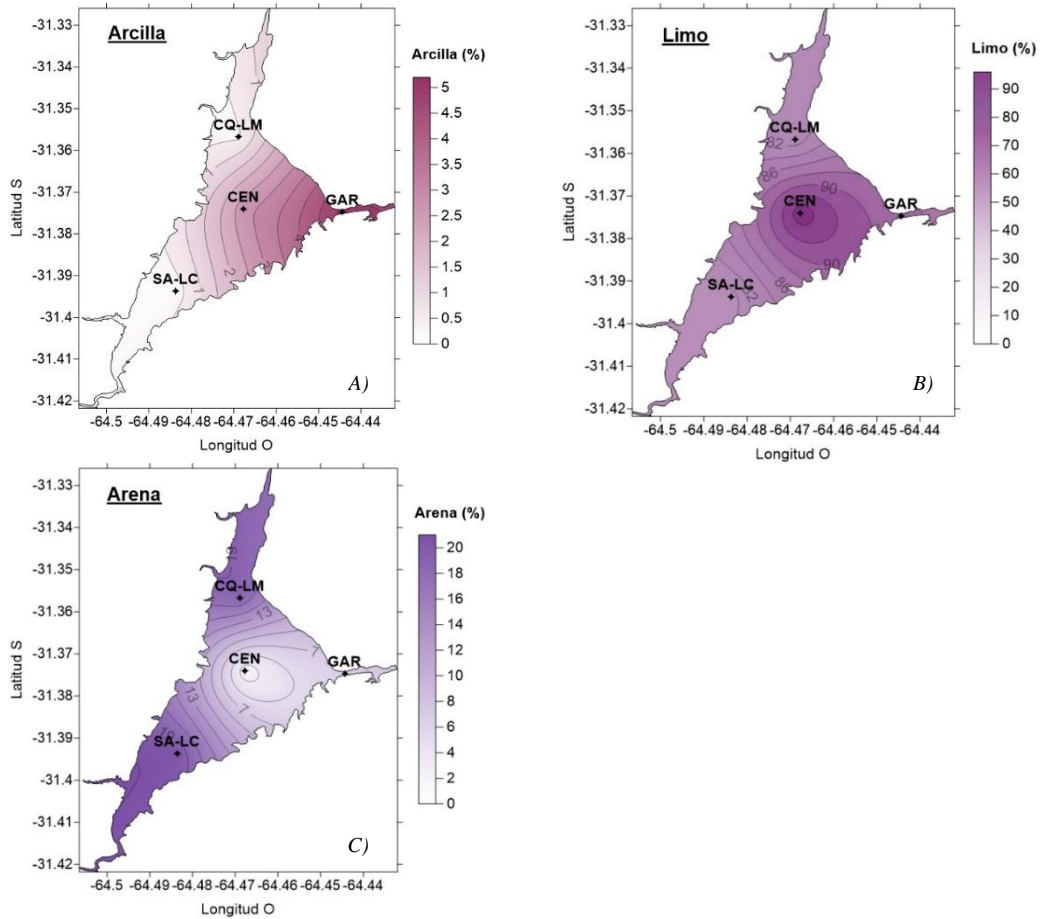 Arcilla
Arcilla (%)
5
4.5
4
3.5
3
2.5
2
1.5
1
0.5
0
-31.33
-31.34
-31.35
-31.36
-31.37
-31.38
-31.39
-31.4
-31.41
-31.42
Latitud S
1
CQ-LM
CEN
GAR
4
2
SA-LC
1
A)
-64.5 -64.49 -64.48 -64.47 -64.46 -64.45 -64.44
Longitud O
Limo
Limo (%)
90
80
70
60
50
40
30
20
10
0
-31.33
-31.34
-31.35
-31.36
-31.37
-31.38
-31.39
-31.4
-31.41
-31.42
Latitud S
CQ-LM
82
86
90
CEN
GAR
90
86
SA-LC
82
B)
-64.5 -64.49 -64.48 -64.47 -64.46 -64.45 -64.44
Longitud O
Arena
Arena (%)
20
18
16
14
12
10
8
6
4
2
0
-31.33
-31.34
-31.35
-31.36
-31.37
-31.38
-31.39
-31.4
-31.41
-31.42
Latitud S
19
CQ-LM
13
7
CEN
GAR
13
7
SA-LC
C)
-64.5 -64.49 -64.48 -64.47 -64.46 -64.45 -64.44
Longitud O